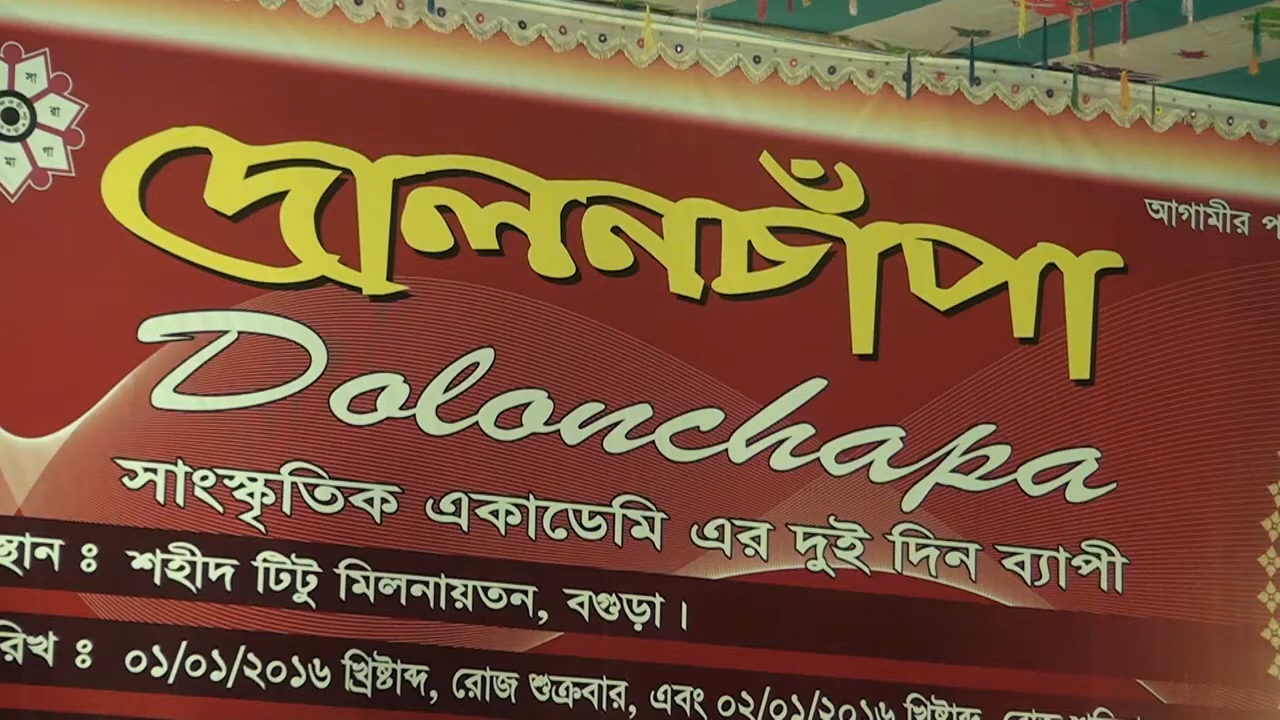 সা
রা
গা
মা
দোলনচাঁপা
আগামীর
Dolonchapa
সাংস্কৃতিক একাডেমি এর দুই দিন ব্যাপী
স্থান ঃ শহীদ টিটু মিলনায়তন, বগুড়া।
রিখ ঃ ০১/০১/২০১৬ খ্রিষ্টাব্দ, রোজ শুক্রবার, এবং ০২/০১/২০১৬ খ্রিষ্টাব্দ, রোজ